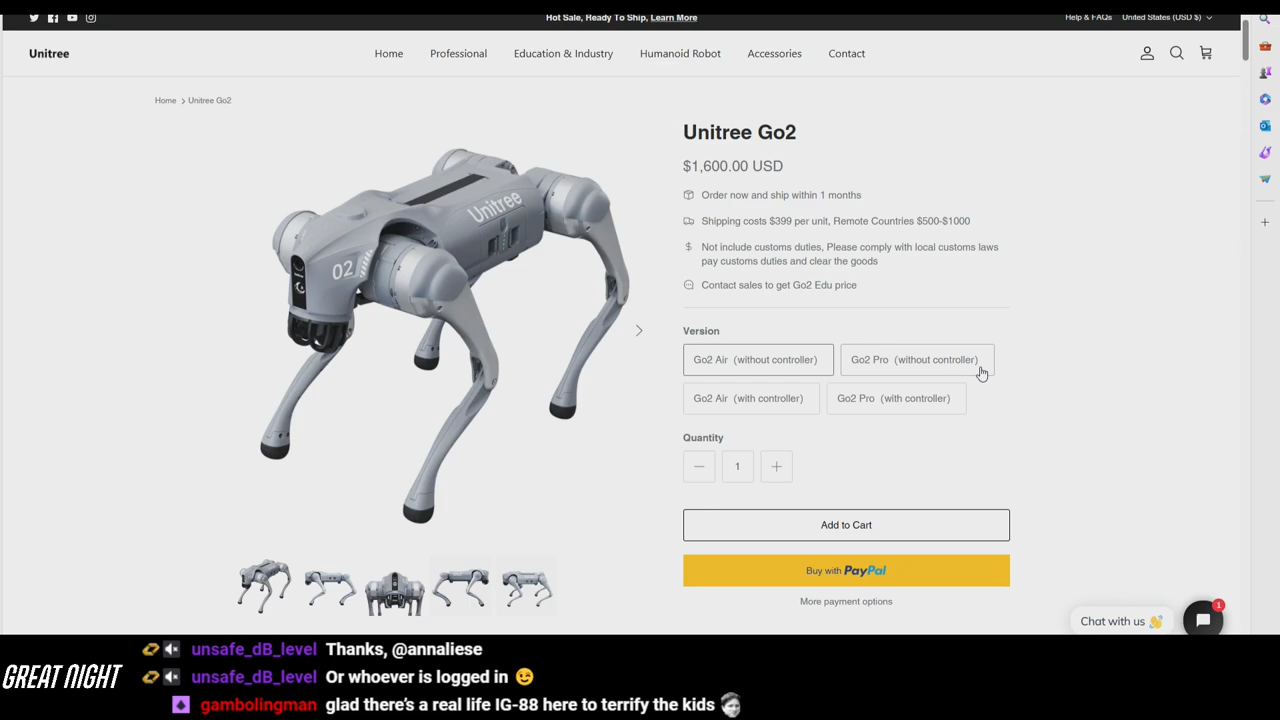 Hot Sale, Ready To Ship, Learn More
Help & FAQs
United States (USD $)
Unitree
Home
Professional
Education & Industry
Humanoid Robot
Accessories
Contact
Home > Unitree Go2
Unitree
02
Unitree Go2
$1,600.00 USD
Order now and ship within 1 months
Shipping costs $399 per unit, Remote Countries $500-$1000
Not include customs duties, Please comply with local customs laws
pay customs duties and clear the goods
Contact sales to get Go2 Edu price
Version
Go2 Air (without controller)
Go2 Pro (without controller)
Go2 Air (with controller)
Go2 Pro (with controller)
Quantity
1
Add to Cart
Buy with PayPal
More payment options
Chat with us 👋
1
GREAT NIGHT
unsafe_dB_level Thanks, @annaliese
unsafe_dB_level Or whoever is logged in 😉
gambolingman glad there's a real life IG-88 here to terrify the kids